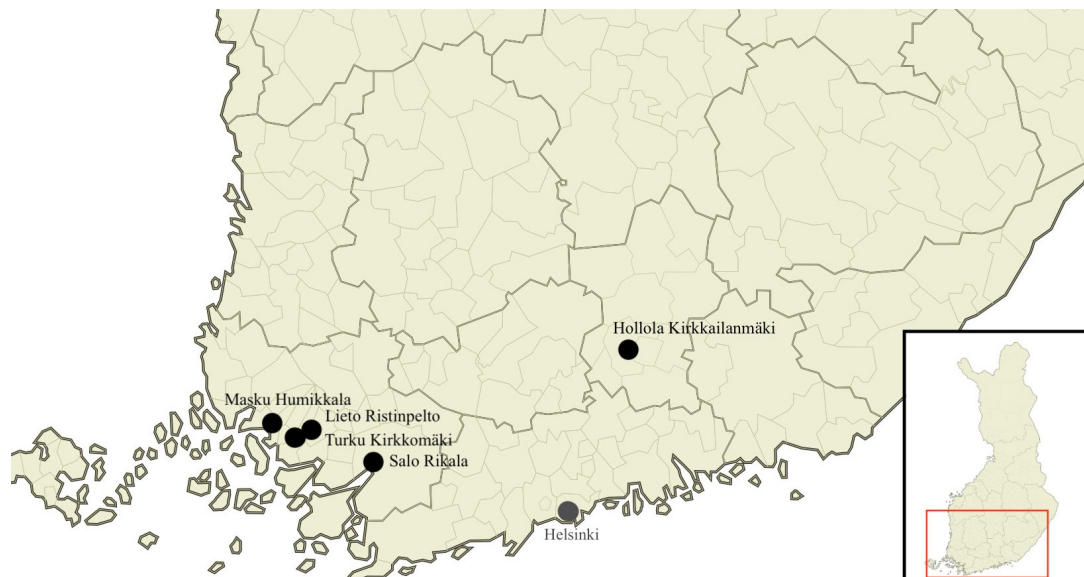 Hollola Kirkkailanmäki
Masku Humikkala
Lieto Ristinpelto
Turku Kirkkomäki
Salo Rikala
Helsinki